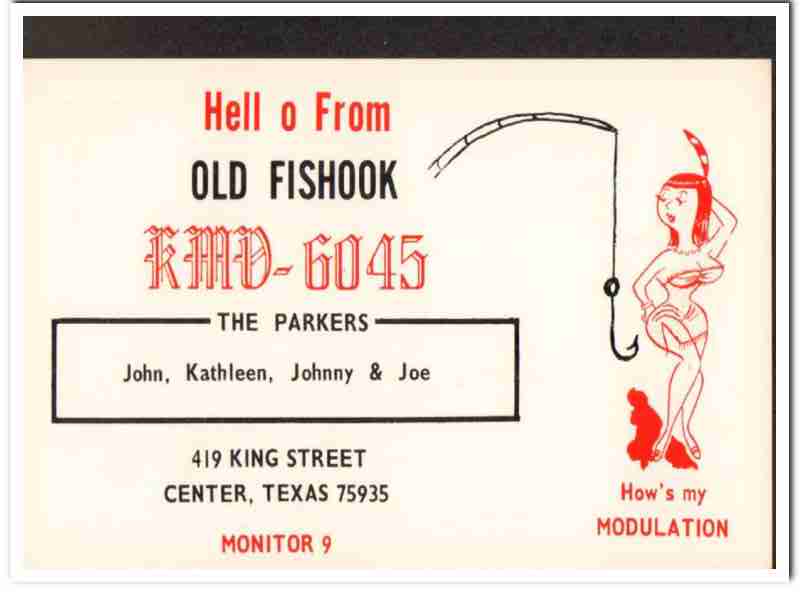 Hell o From
OLD FISHOOK
KMD-6045
THE PARKERS
John, Kathleen, Johnny & Joe
419 KING STREET
CENTER, TEXAS 75935
MONITOR 9
How's my
MODULATION